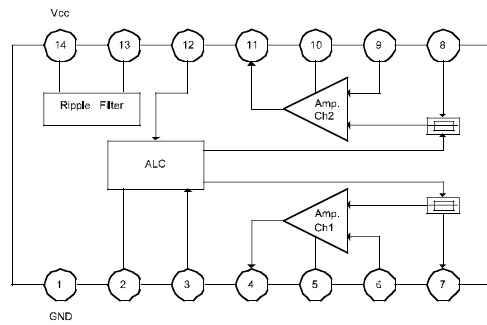 Vcc
14 13 12 11 10 9 8
Ripple Filter
Amp.
Ch2
ALC
Amp.
Ch1
1 2 3 4 5 6 7
GND